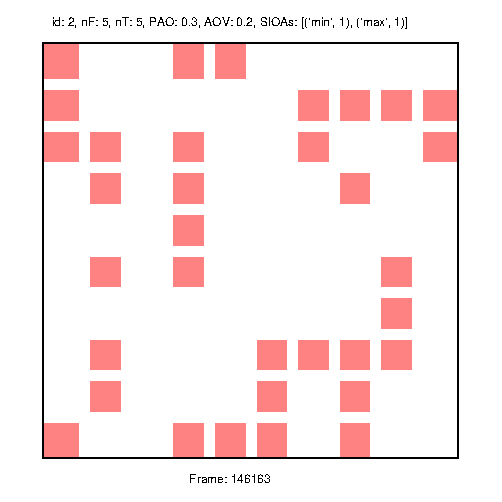 id: 2, nF: 5, nT: 5, PAO: 0.3, AOV: 0.2, SIOAs: [('min', 1), ('max', 1)]
Frame: 146163